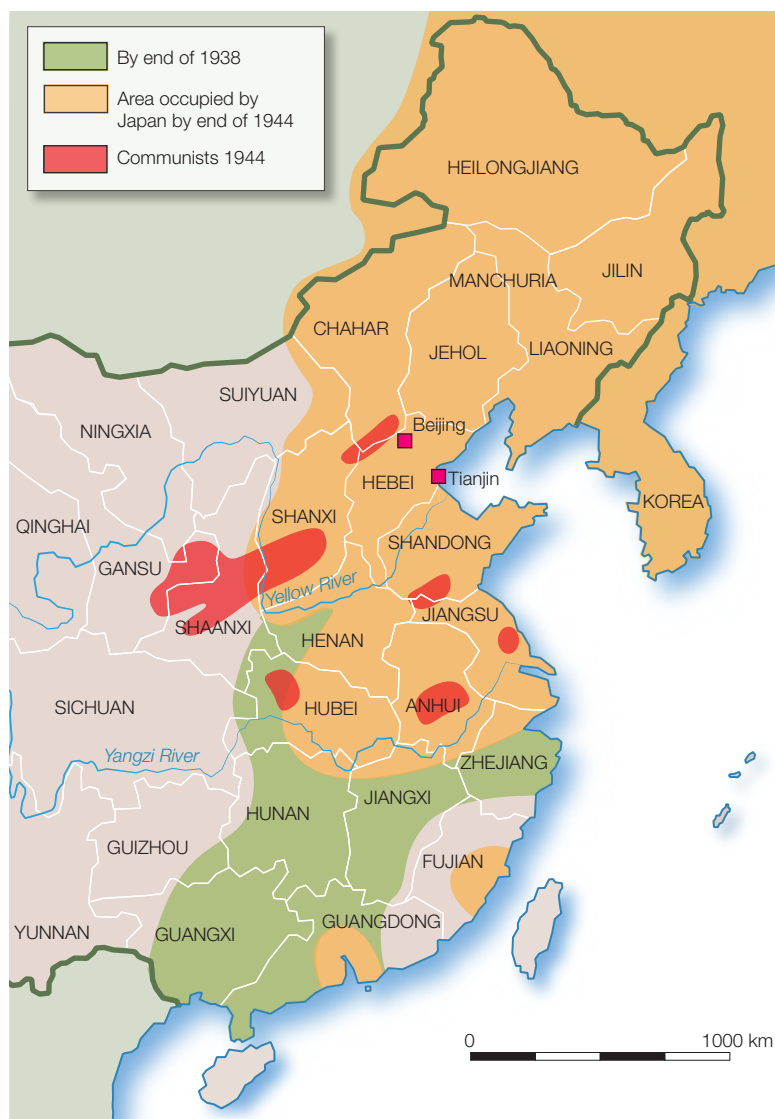 By end of 1938
Area occupied by
Japan by end of 1944
Communists 1944
HEILONGJIANG
MANCHURIA
JILIN
CHAHAR
JEHOL
LIAONING
SUIYUAN
NINGXIA
Beijing
HEBEI
Tianjin
KOREA
QINGHAI
SHANXI
GANSU
SHANDONG
Yellow River
JIANGSU
SHAANXI
HENAN
SICHUAN
HUBEI
ANHUI
Yangzi River
ZHEJIANG
JIANGXI
HUNAN
GUIZHOU
FUJIAN
GUANGDONG
YUNNAN
GUANGXI
0 1000 km